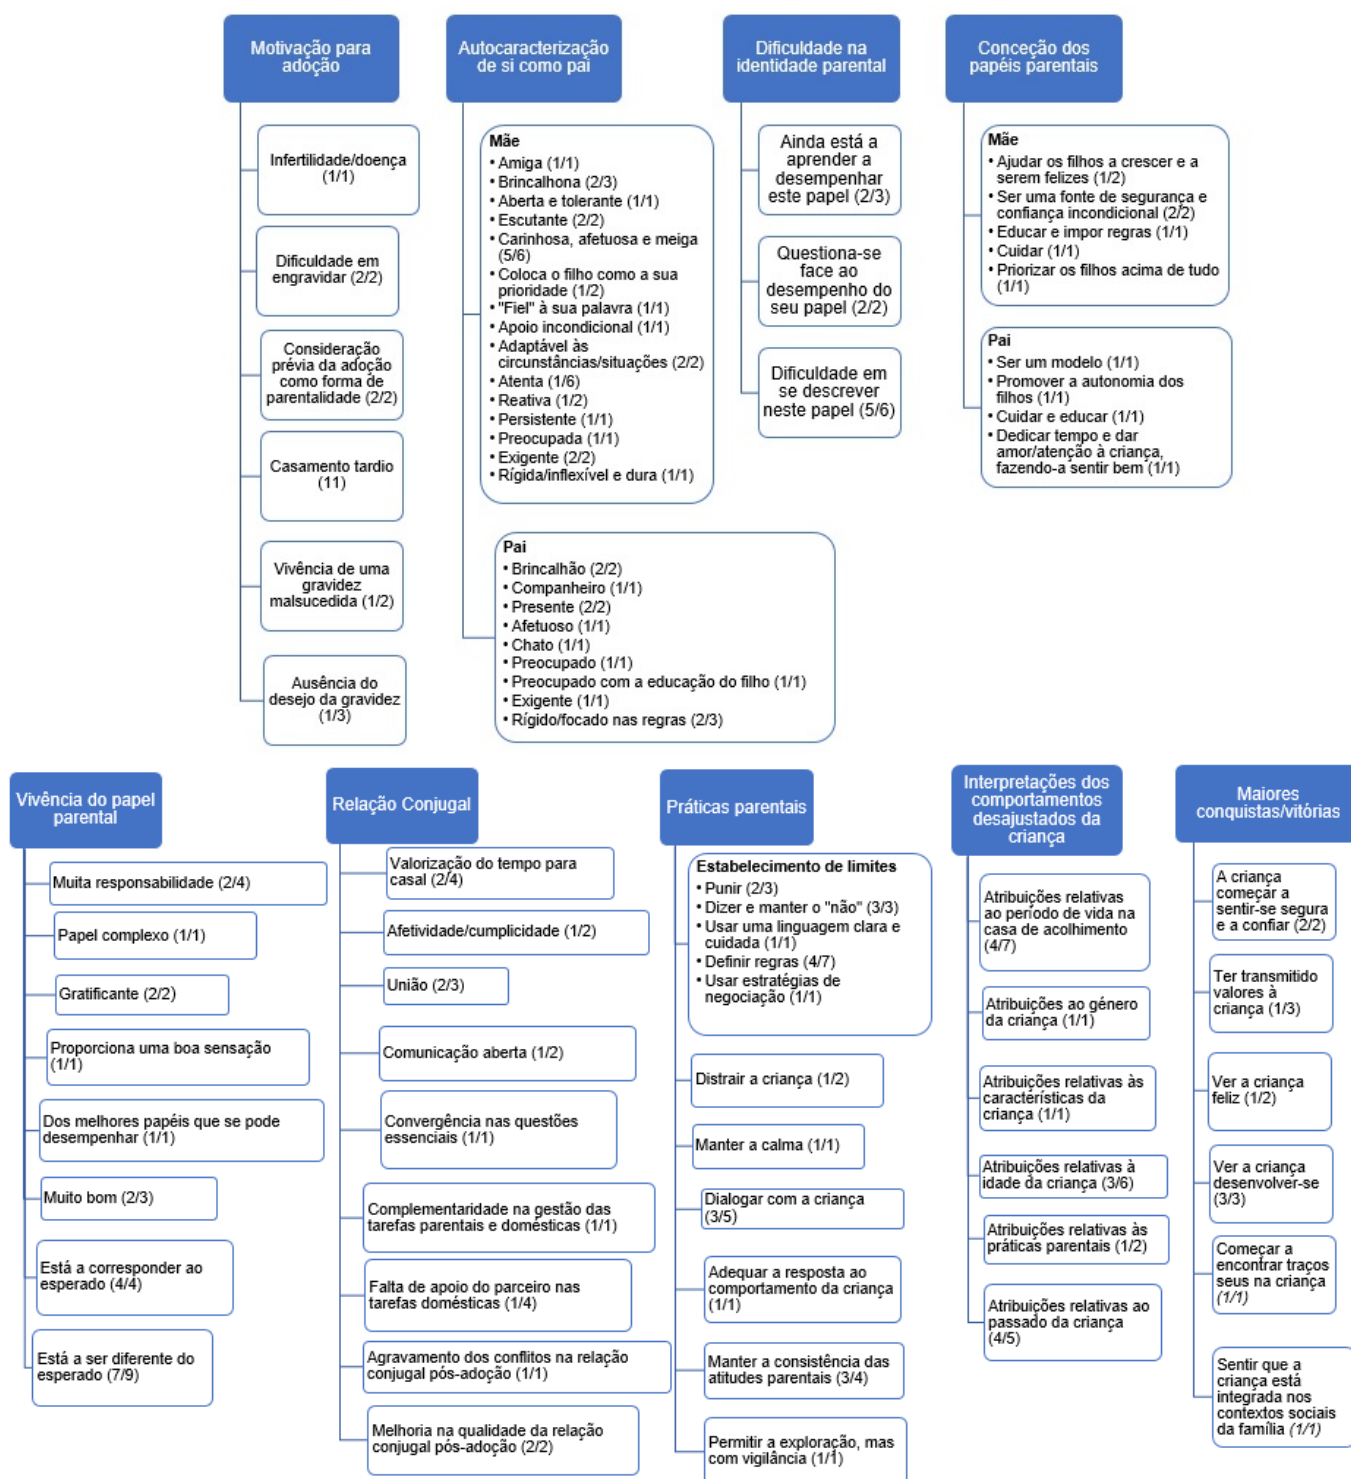 Motivação para
adoção
Infertilidade/doença
(1/1)
Dificuldade em
engravidar (2/2)
Consideração
prévia da adoção
como forma de
parentalidade (2/2)
Casamento tardio
(11)
Vivência de uma
gravidez
malsucedida (1/2)
Ausência do
desejo da gravidez
(1/3)
Autocaracterização
de si como pai
Mãe
• Amiga (1/1)
• Brincalhona (2/3)
• Aberta e tolerante (1/1)
• Escutante (2/2)
• Carinhosa, afetuosa e meiga
(5/6)
• Coloca o filho como a sua
prioridade (1/2)
• "Fiel" à sua palavra (1/1)
• Apoio incondicional (1/1)
• Adaptável às
circunstâncias/situações (2/2)
• Atenta (1/6)
• Reativa (1/2)
• Persistente (1/1)
• Preocupada (1/1)
• Exigente (2/2)
• Rígida/inflexível e dura (1/1)
Pai
• Brincalhão (2/2)
• Companheiro (1/1)
• Presente (2/2)
• Afetuoso (1/1)
• Chato (1/1)
• Preocupado (1/1)
• Preocupado com a educação do filho (1/1)
• Exigente (1/1)
• Rígido/focado nas regras (2/3)
Dificuldade na
identidade parental
Ainda está a
aprender a
desempenhar
este papel (2/3)
Questiona-se
face ao
desempenho do
seu papel (2/2)
Dificuldade em
se descrever
neste papel (5/6)
Conceção dos
papéis parentais
Mãe
• Ajudar os filhos a crescer e a
serem felizes (1/2)
• Ser uma fonte de segurança e
confiança incondicional (2/2)
• Educar e impor regras (1/1)
• Cuidar (1/1)
• Priorizar os filhos acima de tudo
(1/1)
Pai
• Ser um modelo (1/1)
• Promover a autonomia dos
filhos (1/1)
• Cuidar e educar (1/1)
• Dedicar tempo e dar
amor/atenção à criança,
fazendo-a sentir bem (1/1)
Vivência do papel
parental
Muita responsabilidade (2/4)
Papel complexo (1/1)
Gratificante (2/2)
Proporciona uma boa sensação
(1/1)
Dos melhores papéis que se pode
desempenhar (1/1)
Muito bom (2/3)
Está a corresponder ao
esperado (4/4)
Está a ser diferente do
esperado (7/9)
Relação Conjugal
Valorização do tempo para
casal (2/4)
Afetividade/cumplicidade (1/2)
União (2/3)
Comunicação aberta (1/2)
Convergência nas questões
essenciais (1/1)
Complementaridade na gestão das
tarefas parentais e domésticas (1/1)
Falta de apoio do parceiro nas
tarefas domésticas (1/4)
Agravamento dos conflitos na relação
conjugal pós-adoção (1/1)
Melhoria na qualidade da relação
conjugal pós-adoção (2/2)
Práticas parentais
Estabelecimento de limites
• Punir (2/3)
• Dizer e manter o "não" (3/3)
• Usar uma linguagem clara e
cuidada (1/1)
• Definir regras (4/7)
• Usar estratégias de
negociação (1/1)
Distrair a criança (1/2)
Manter a calma (1/1)
Dialogar com a criança
(3/5)
Adequar a resposta ao
comportamento da criança
(1/1)
Manter a consistência das
atitudes parentais (3/4)
Permitir a exploração, mas
com vigilância (1/1)
Interpretações dos
comportamentos
desajustados da
criança
Atribuições relativas
ao período de vida na
casa de acolhimento
(4/7)
Atribuições ao género
da criança (1/1)
Atribuições relativas às
características da
criança (1/1)
Atribuições relativas à
idade da criança (3/6)
Atribuições relativas às
práticas parentais (1/2)
Atribuições relativas ao
passado da criança
(4/5)
Maiores
conquistas/vitórias
A criança
começar a
sentir-se segura
e a confiar (2/2)
Ter transmitido
valores à
criança (1/3)
Ver a criança
feliz (1/2)
Ver a criança
desenvolver-se
(3/3)
Começar a
encontrar traços
seus na criança
(1/1)
Sentir que a
criança está
integrada nos
contextos sociais
da família (1/1)